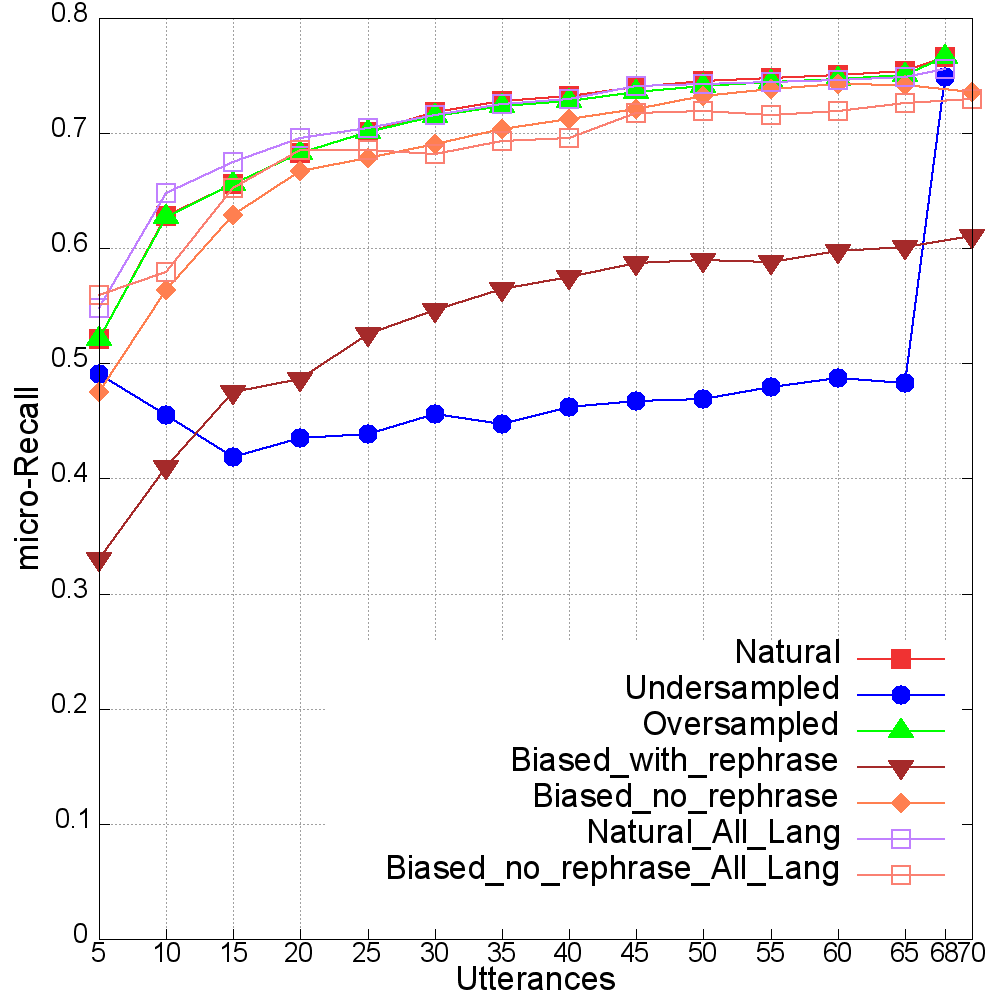 0.8
0.7
0.6
0.5
0.4
0.3
0.2
0.1
0
micro-Recall
Natural
Undersampled
Oversampled
Biased_with_rephrase
Biased_no_rephrase
Natural_All_Lang
Biased_no_rephrase_All_Lang
5 10 15 20 25 30 35 40 45 50 55 60 65 68 70
Utterances